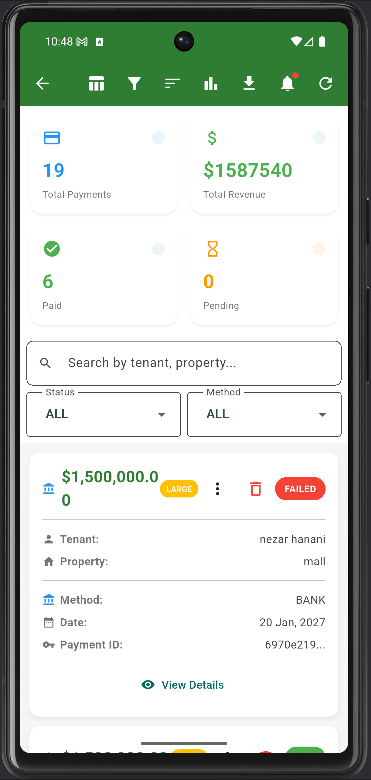 10:48
19
$1587540
Total Payments
Total Revenue
6
0
Paid
Pending
Search by tenant, property...
Status
Method
ALL
ALL
$1,500,000.0
0
LARGE
FAILED
Tenant:
nezar hanani
Property:
mall
Method:
BANK
Date:
20 Jan, 2027
Payment ID:
6970e219...
View Details